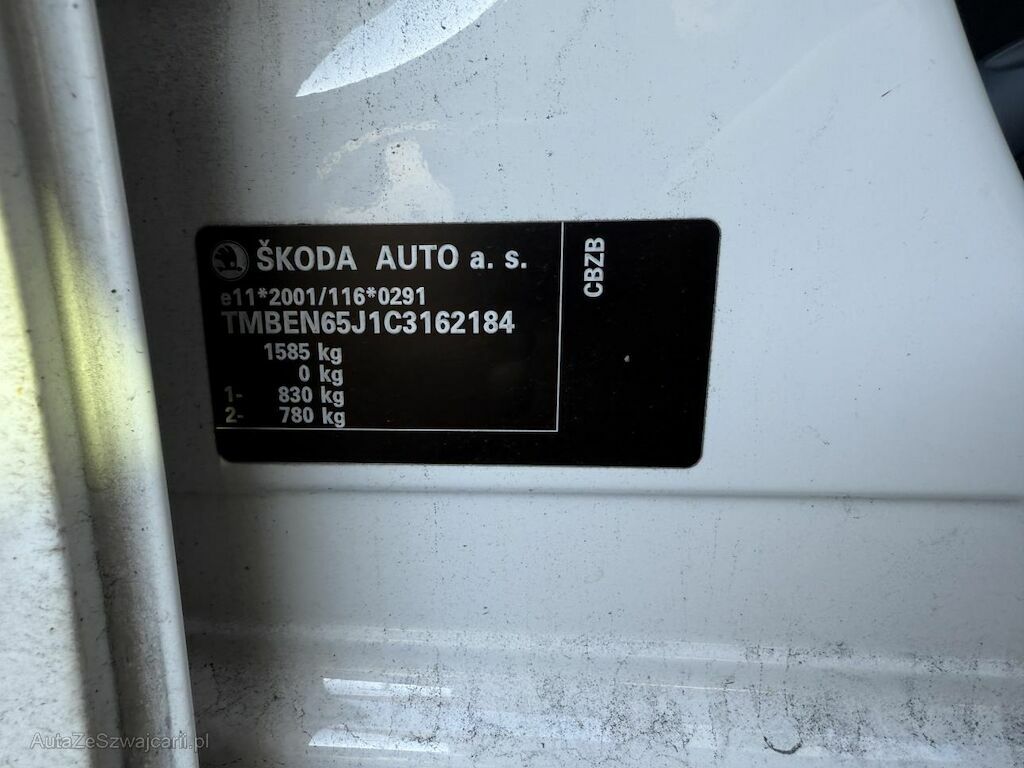 ŠKODA AUTO a. s.
e11*2001/116*0291
TMBEN65J1C3162184
1585 kg
0 kg
1- 830 kg
2- 780 kg
CBZB
AutaZeSzwajcarii.pl